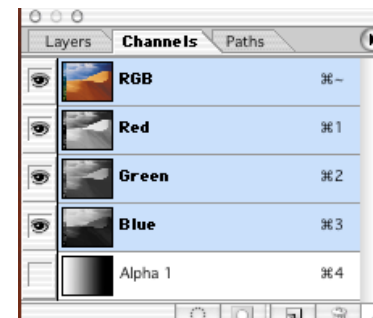 Layers Channels Paths
RGB ⌘~
Red ⌘1
Green ⌘2
Blue ⌘3
Alpha 1 ⌘4